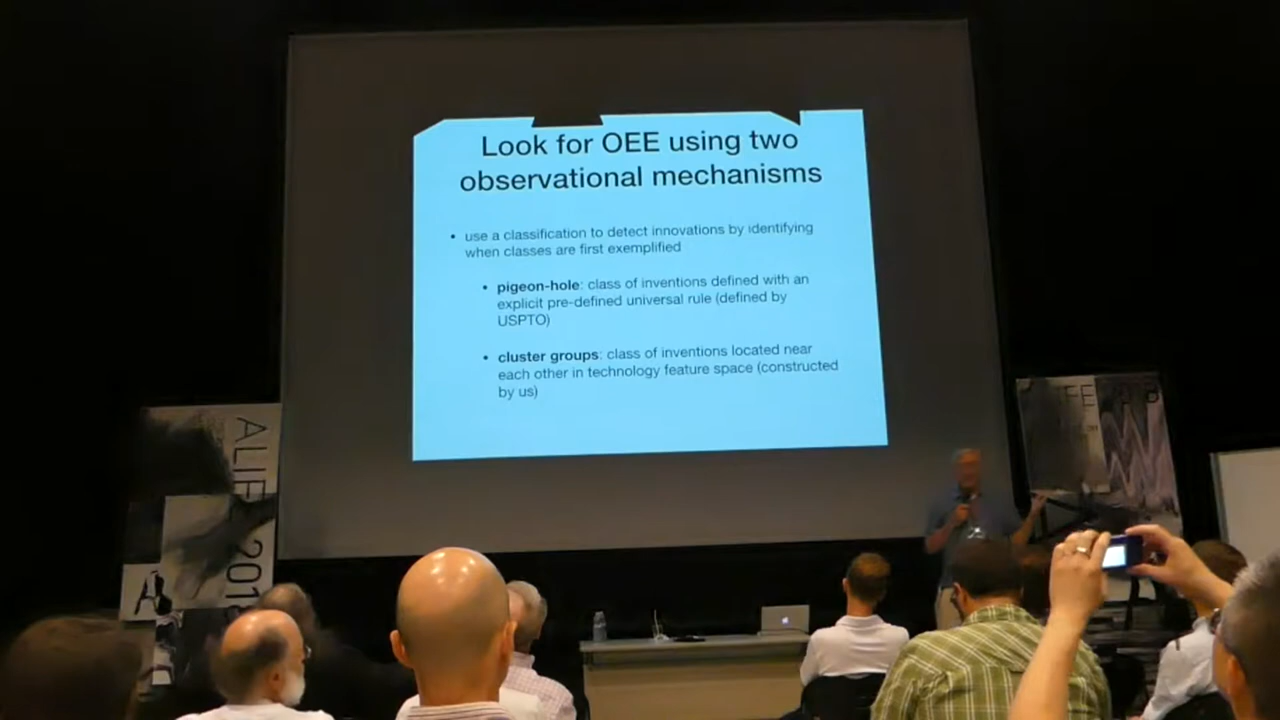 Look for OEE using two
observational mechanisms
• use a classification to detect innovations by identifying
when classes are first exemplified
• pigeon-hole: class of inventions defined with an
explicit pre-defined universal rule (defined by
USPTO)
• cluster groups: class of inventions located near
each other in technology feature space (constructed
by us)
ALIFE 201